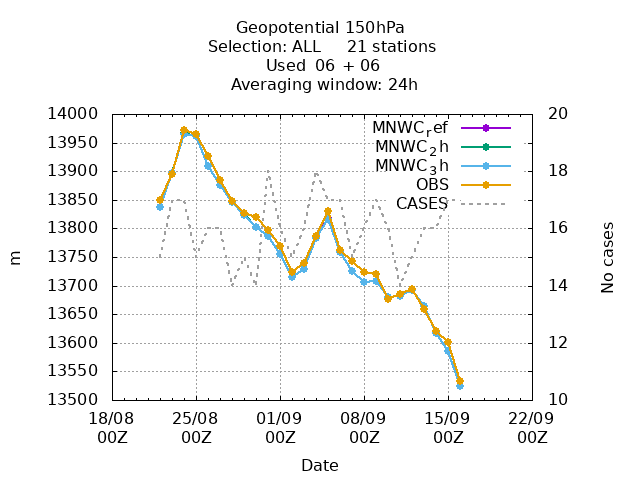 Geopotential 150hPa
Selection: ALL 21 stations
Used 06 + 06
Averaging window: 24h
14000
13950
13900
13850
13800
13750
13700
13650
13600
13550
13500
m
20
18
16
14
12
10
No cases
MNWC_ref
MNWC_2h
MNWC_3h
OBS
CASES
18/08 25/08 01/09 08/09 15/09 22/09
00Z 00Z 00Z 00Z 00Z 00Z
Date